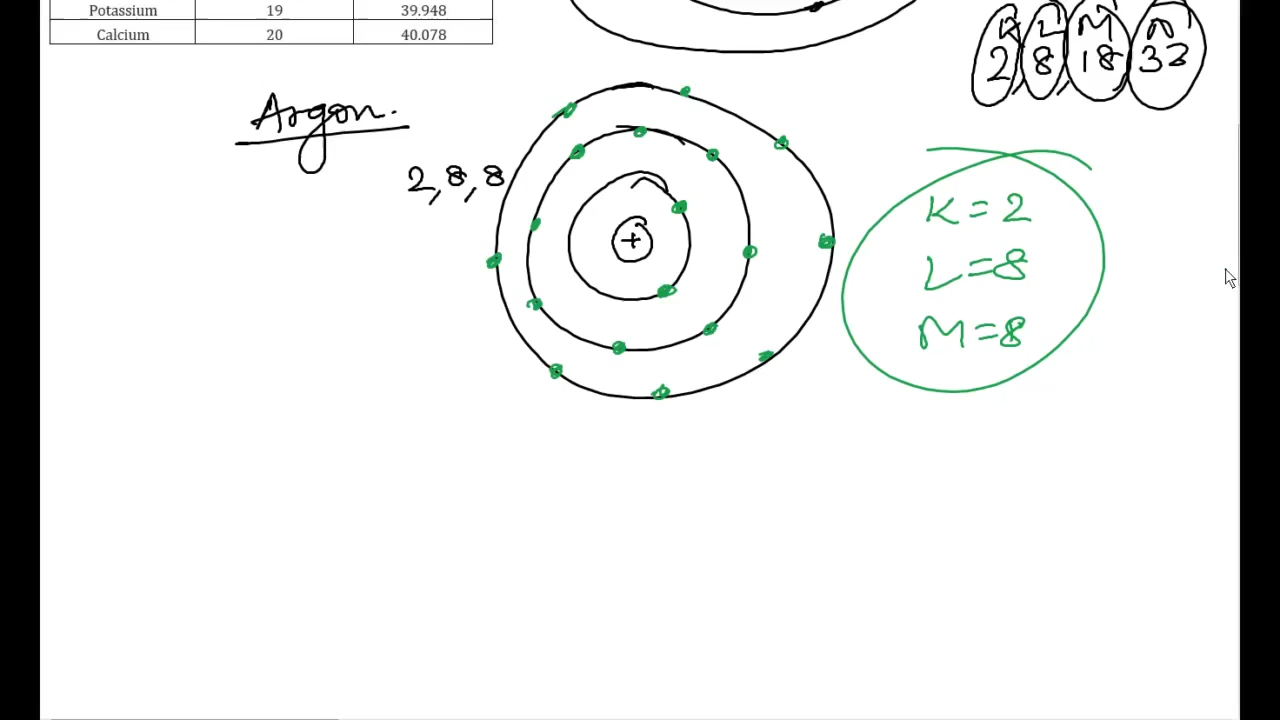 Potassium 19 39.948
Calcium 20 40.078
K L M N
2, 8, 18, 32
Argon.
2, 8, 8
+
K = 2
L = 8
M = 8